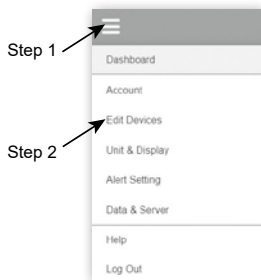 Step 1
Dashboard
Account
Edit Devices
Step 2
Unit & Display
Alert Setting
Data & Server
Help
Log Out